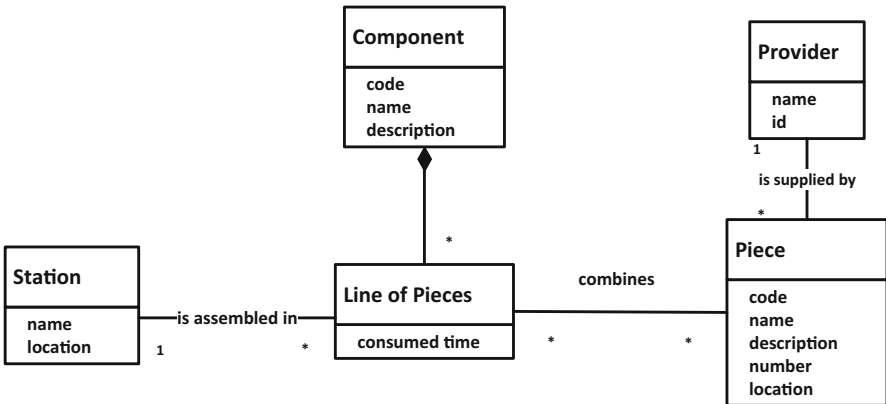 Component
code
name
description
Provider
name
id
1
is supplied by
*
Piece
code
name
description
number
location
Station
name
location
1
is assembled in
*
*
Line of Pieces
consumed time
combines
*
*